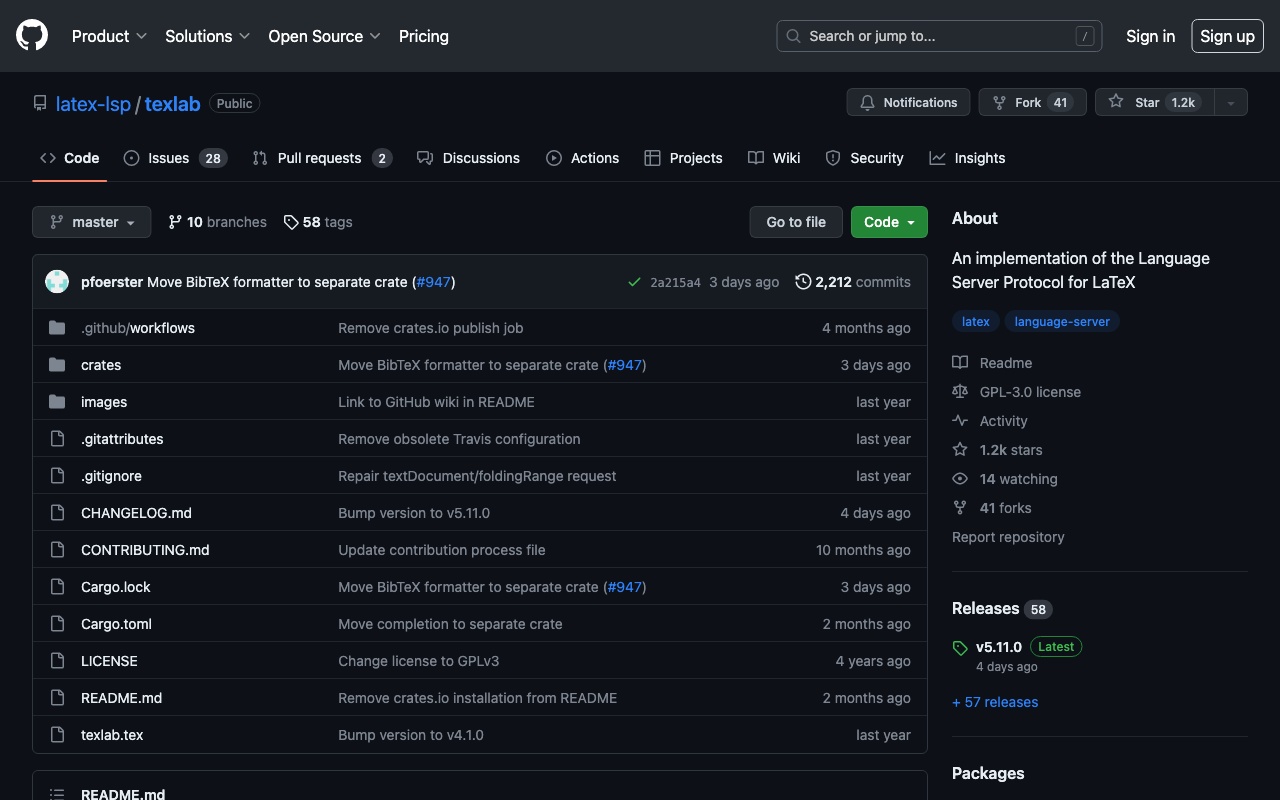 Product Solutions Open Source Pricing Search or jump to... / Sign in Sign up
latex-lsp / texlab Public Notifications Fork 41 Star 1.2k
Code Issues 28 Pull requests 2 Discussions Actions Projects Wiki Security Insights
master 10 branches 58 tags Go to file Code
pfoerster Move BibTeX formatter to separate crate (#947) 2a215a4 3 days ago 2,212 commits
.github/workflows Remove crates.io publish job 4 months ago
crates Move BibTeX formatter to separate crate (#947) 3 days ago
images Link to GitHub wiki in README last year
.gitattributes Remove obsolete Travis configuration last year
.gitignore Repair textDocument/foldingRange request last year
CHANGELOG.md Bump version to v5.11.0 4 days ago
CONTRIBUTING.md Update contribution process file 10 months ago
Cargo.lock Move BibTeX formatter to separate crate (#947) 3 days ago
Cargo.toml Move completion to separate crate 2 months ago
LICENSE Change license to GPLv3 4 years ago
README.md Remove crates.io installation from README 2 months ago
texlab.tex Bump version to v4.1.0 last year
README.md
About
An implementation of the Language
Server Protocol for LaTeX
latex language-server
Readme
GPL-3.0 license
Activity
1.2k stars
14 watching
41 forks
Report repository
Releases 58
v5.11.0 Latest
4 days ago
+ 57 releases
Packages